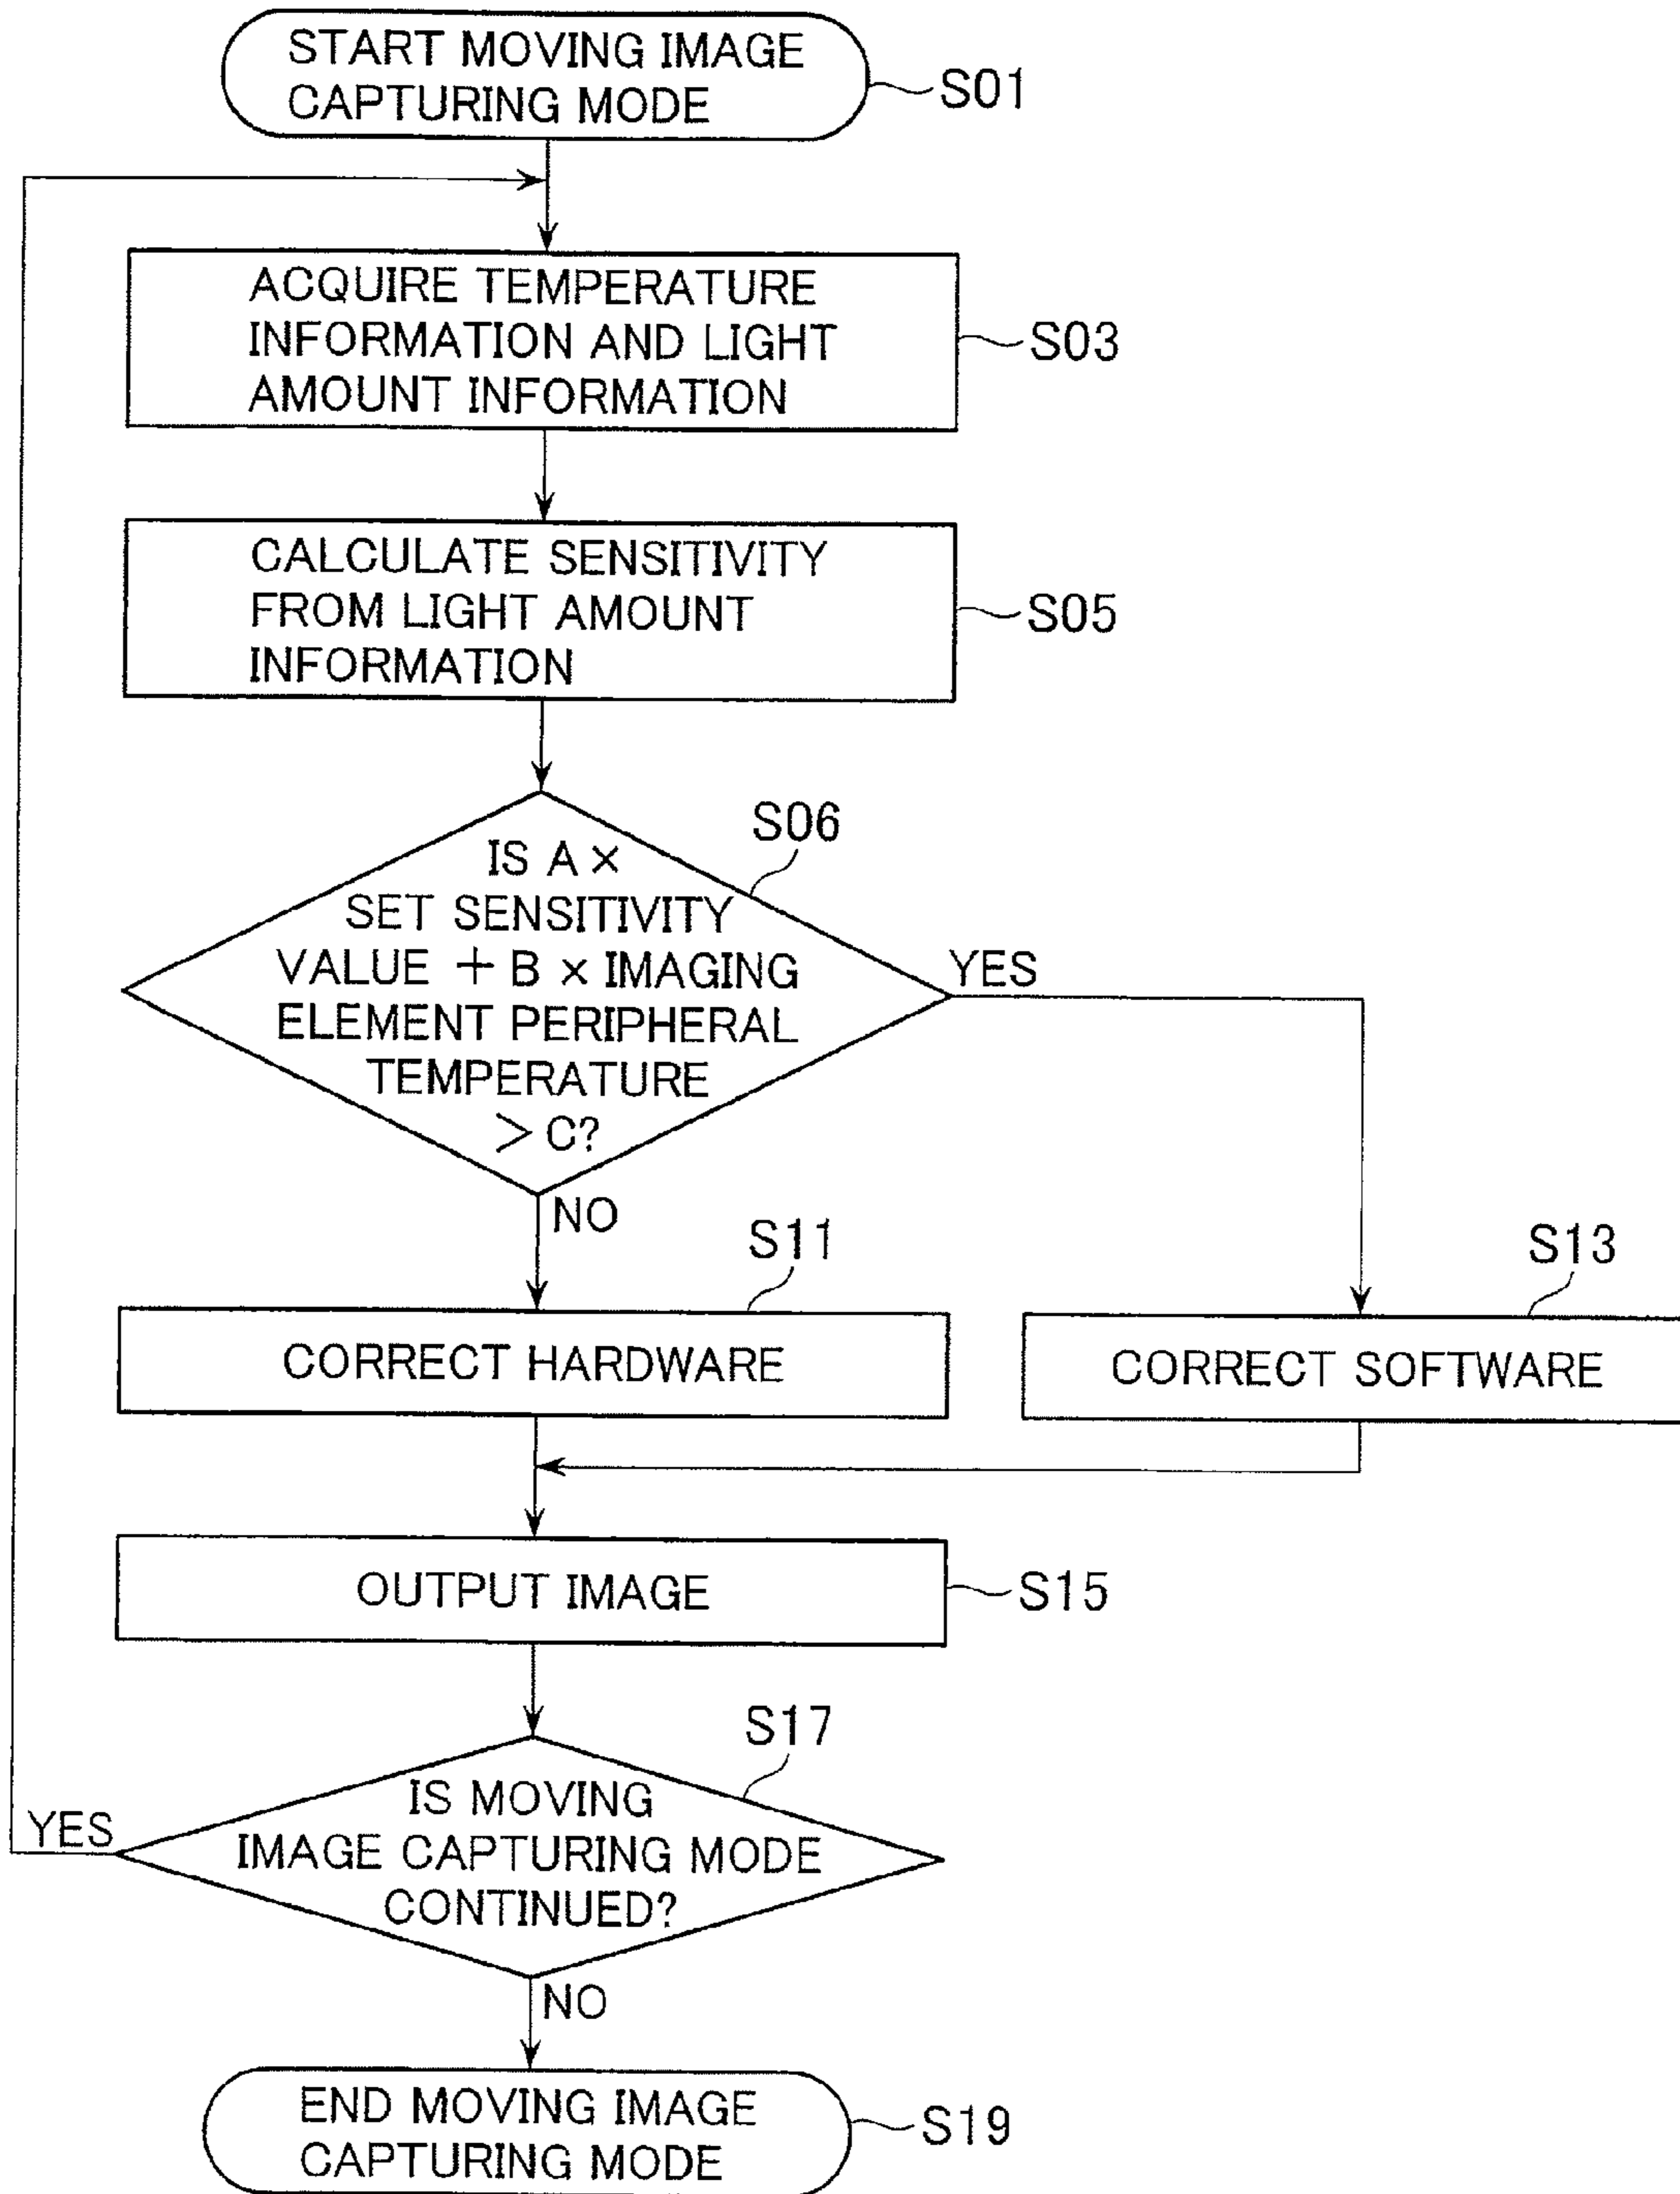 START MOVING IMAGE
CAPTURING MODE
S01
ACQUIRE TEMPERATURE
INFORMATION AND LIGHT
AMOUNT INFORMATION
S03
CALCULATE SENSITIVITY
FROM LIGHT AMOUNT
INFORMATION
S05
S06
IS A ×
SET SENSITIVITY
VALUE + B × IMAGING
ELEMENT PERIPHERAL
TEMPERATURE
> C?
YES
NO
S11
CORRECT HARDWARE
S13
CORRECT SOFTWARE
OUTPUT IMAGE
S15
S17
IS MOVING
IMAGE CAPTURING MODE
CONTINUED?
YES
NO
END MOVING IMAGE
CAPTURING MODE
S19